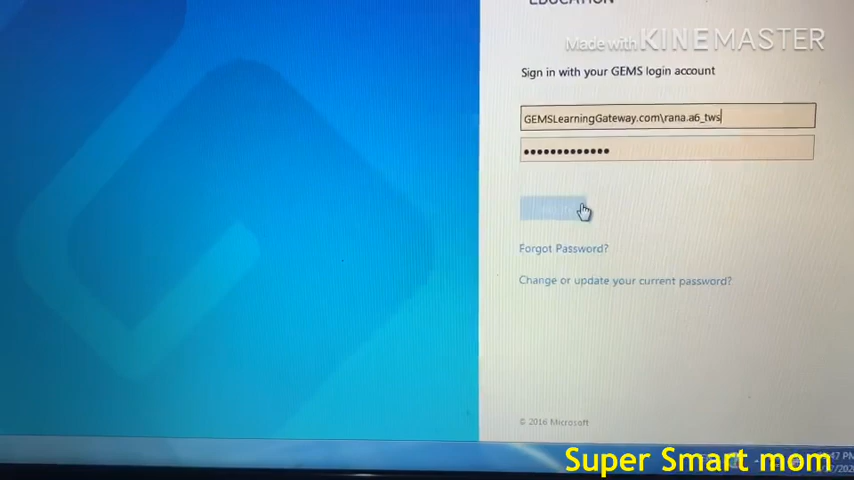 EDUCATION
Made with KINEMASTER
Sign in with your GEMS login account
GEMSLearningGateway.com\rana.a6_tws
Forgot Password?
Change or update your current password?
© 2016 Microsoft
Super Smart mom